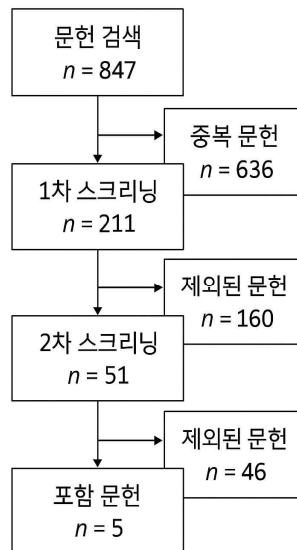 문헌 검색
n = 847
중복 문헌
n = 636
1차 스크리닝
n = 211
제외된 문헌
n = 160
2차 스크리닝
n = 51
제외된 문헌
n = 46
포함 문헌
n = 5